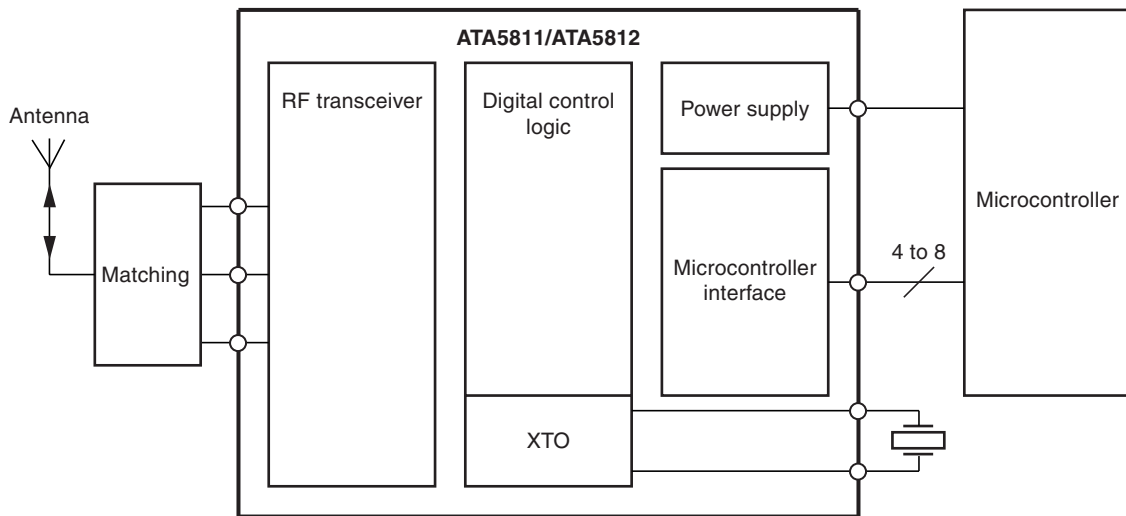 ATA5811/ATA5812
Antenna
Matching
RF transceiver
Digital control
logic
XTO
Power supply
Microcontroller
interface
4 to 8
Microcontroller